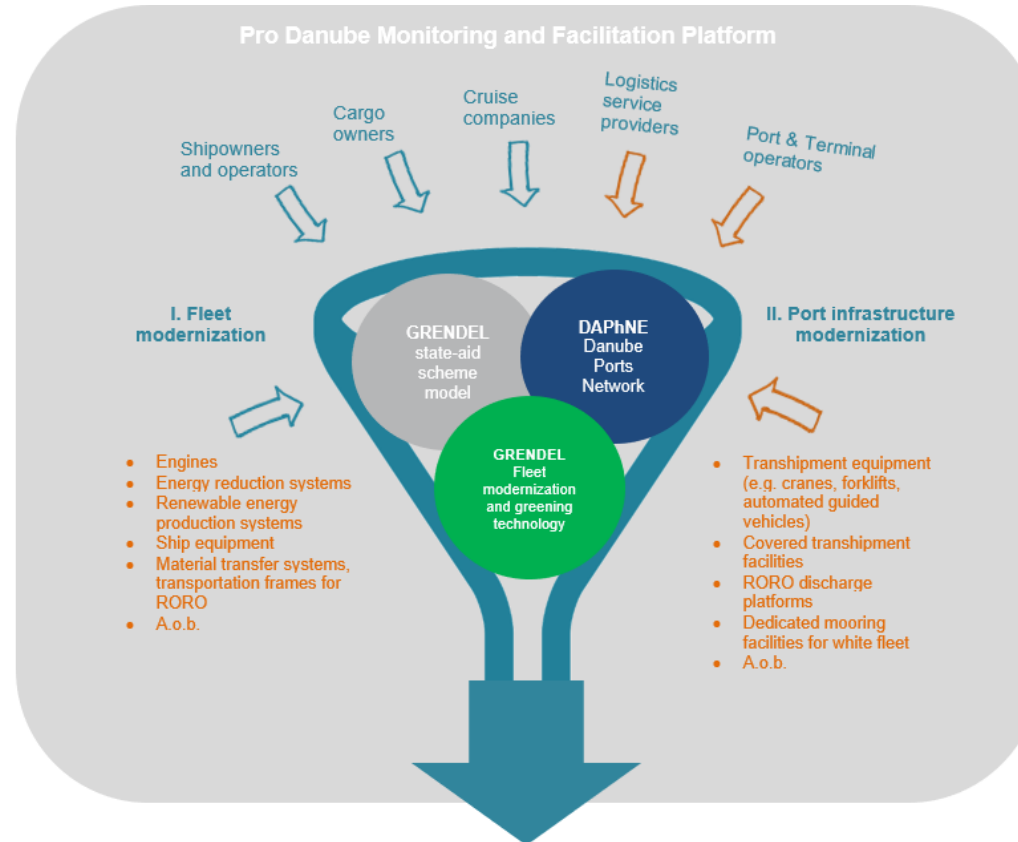 Pro Danube Monitoring and Facilitation Platform
Shipowners
and operators
Cargo
owners
Cruise
companies
Logistics
service
providers
Port & Terminal
operators
I. Fleet
modernization
GRENDEL
state-aid
scheme
model
DAPhNE
Danube
Ports
Network
II. Port infrastructure
modernization
GRENDEL
Fleet
modernization
and greening
technology
• Engines
• Energy reduction systems
• Renewable energy
production systems
• Ship equipment
• Material transfer systems,
transportation frames for
RORO
• A.o.b.
• Transhipment equipment
(e.g. cranes, forklifts,
automated guided
vehicles)
• Covered transhipment
facilities
• RORO discharge
platforms
• Dedicated mooring
facilities for white fleet
• A.o.b.